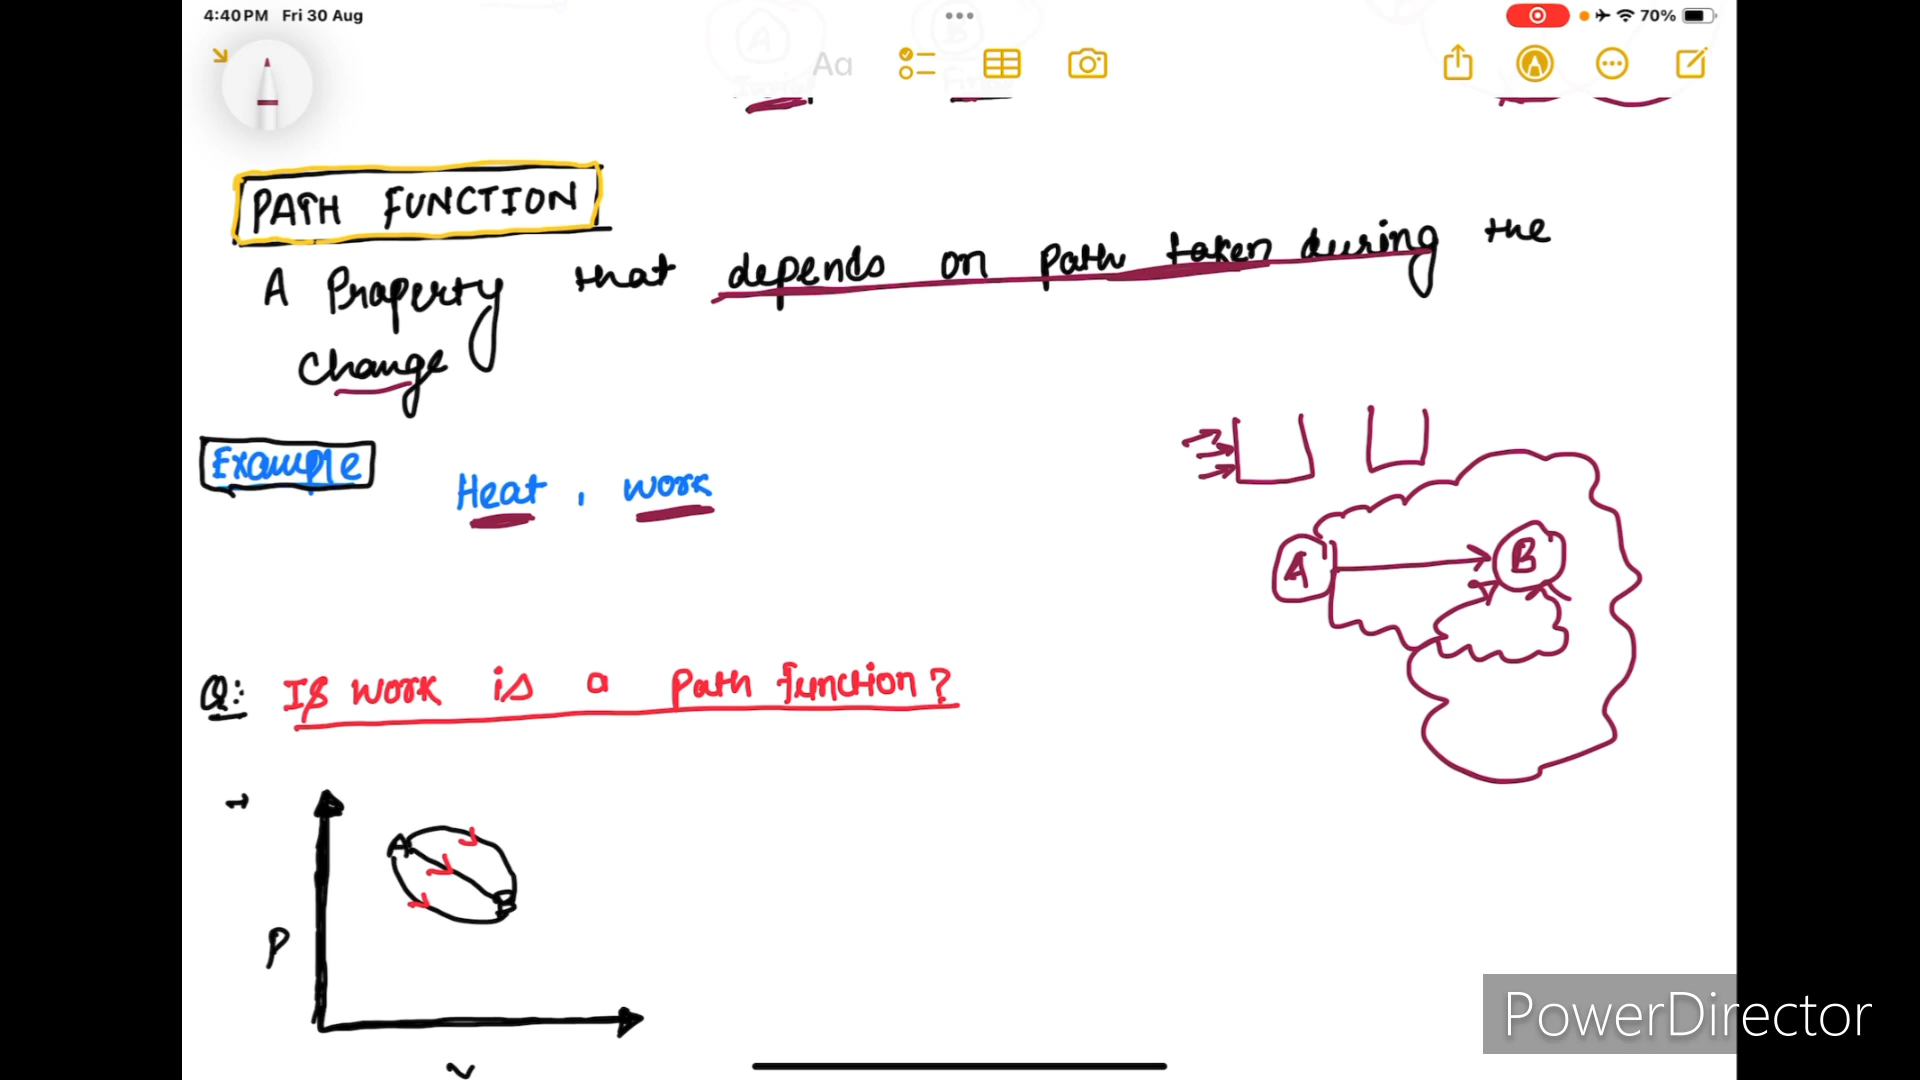 4:40 PM Fri 30 Aug
70%
Aa
PATH FUNCTION
A Property that depends on path taken during the
change
Example
Heat , work
A B
Q: Is work is a path function?
A
B
P
V
PowerDirector